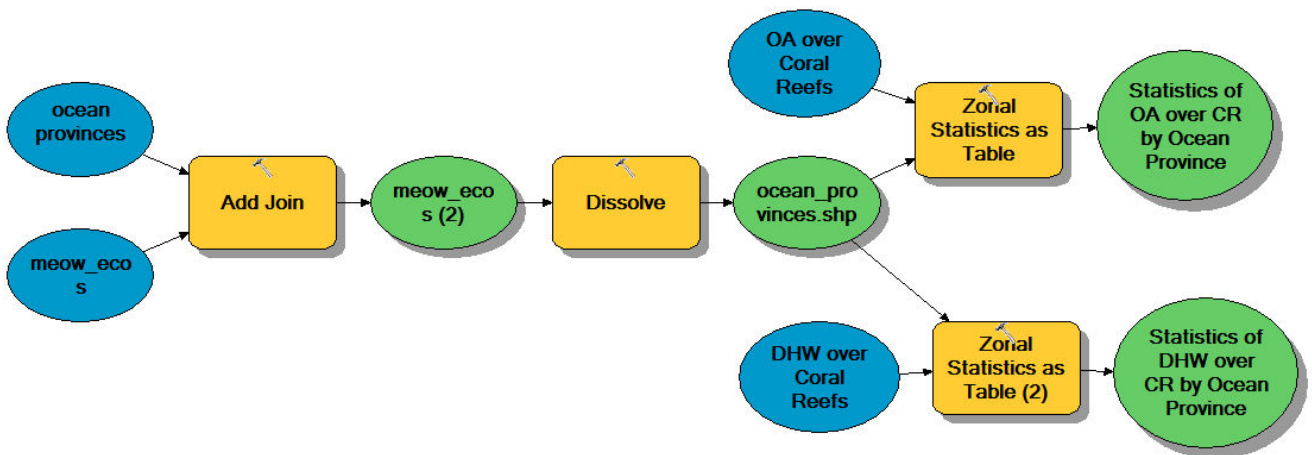 ocean
provinces
meow_eco
s
Add Join
meow_eco
s (2)
Dissolve
ocean_pro
vinces.shp
OA over
Coral
Reefs
Zonal
Statistics as
Table
Statistics of
OA over CR
by Ocean
Province
DHW over
Coral
Reefs
Zonal
Statistics as
Table (2)
Statistics of
DHW over
CR by Ocean
Province